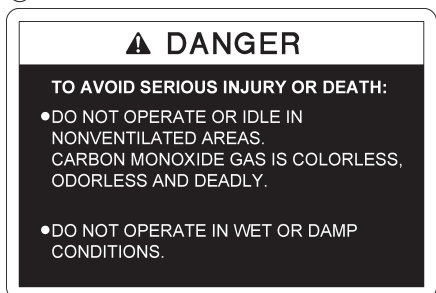 DANGER
TO AVOID SERIOUS INJURY OR DEATH:
●DO NOT OPERATE OR IDLE IN
NONVENTILATED AREAS.
CARBON MONOXIDE GAS IS COLORLESS,
ODORLESS AND DEADLY.
●DO NOT OPERATE IN WET OR DAMP
CONDITIONS.